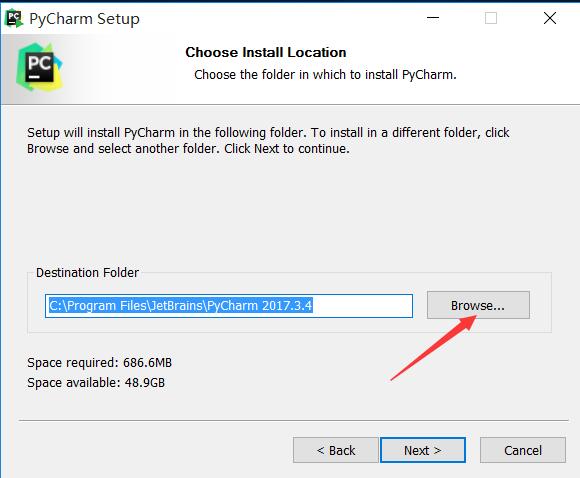 PC PyCharm Setup
PC
Choose Install Location
Choose the folder in which to install PyCharm.
Setup will install PyCharm in the following folder. To install in a different folder, click
Browse and select another folder. Click Next to continue.
Destination Folder
C:\Program Files\JetBrains\PyCharm 2017.3.4
Browse...
Space required: 686.6MB
Space available: 48.9GB
< Back
Next >
Cancel